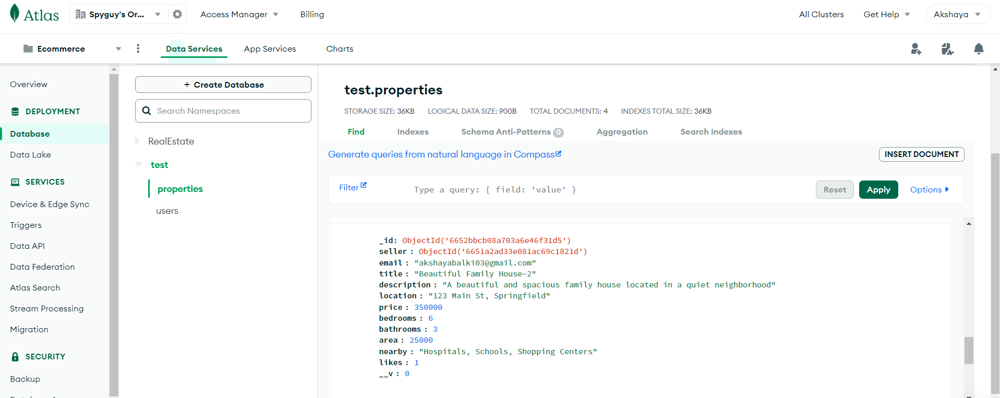 Atlas
Spyguy's Or...
Access Manager
Billing
All Clusters
Get Help
Akshaya
Ecommerce
Data Services
App Services
Charts
Overview
DEPLOYMENT
Database
Data Lake
SERVICES
Device & Edge Sync
Triggers
Data API
Data Federation
Atlas Search
Stream Processing
Migration
SECURITY
Backup
+ Create Database
Search Namespaces
RealEstate
test
properties
users
test.properties
STORAGE SIZE: 36KB LOGICAL DATA SIZE: 900B TOTAL DOCUMENTS: 4 INDEXES TOTAL SIZE: 36KB
Find Indexes Schema Anti-Patterns 0 Aggregation Search Indexes
Generate queries from natural language in Compass
INSERT DOCUMENT
Filter
Type a query: { field: 'value' }
Reset
Apply
Options
_id: ObjectId('6652bbcb08a703a6e46f31d5')
seller : ObjectId('6651a2ad33e081ac69c1821d')
email : "akshayabalki03@gmail.com"
title : "Beautiful Family House-2"
description : "A beautiful and spacious family house located in a quiet neighborhood"
location : "123 Main St, Springfield"
price : 350000
bedrooms : 6
bathrooms : 3
area : 25000
nearby : "Hospitals, Schools, Shopping Centers"
likes : 1
__v : 0